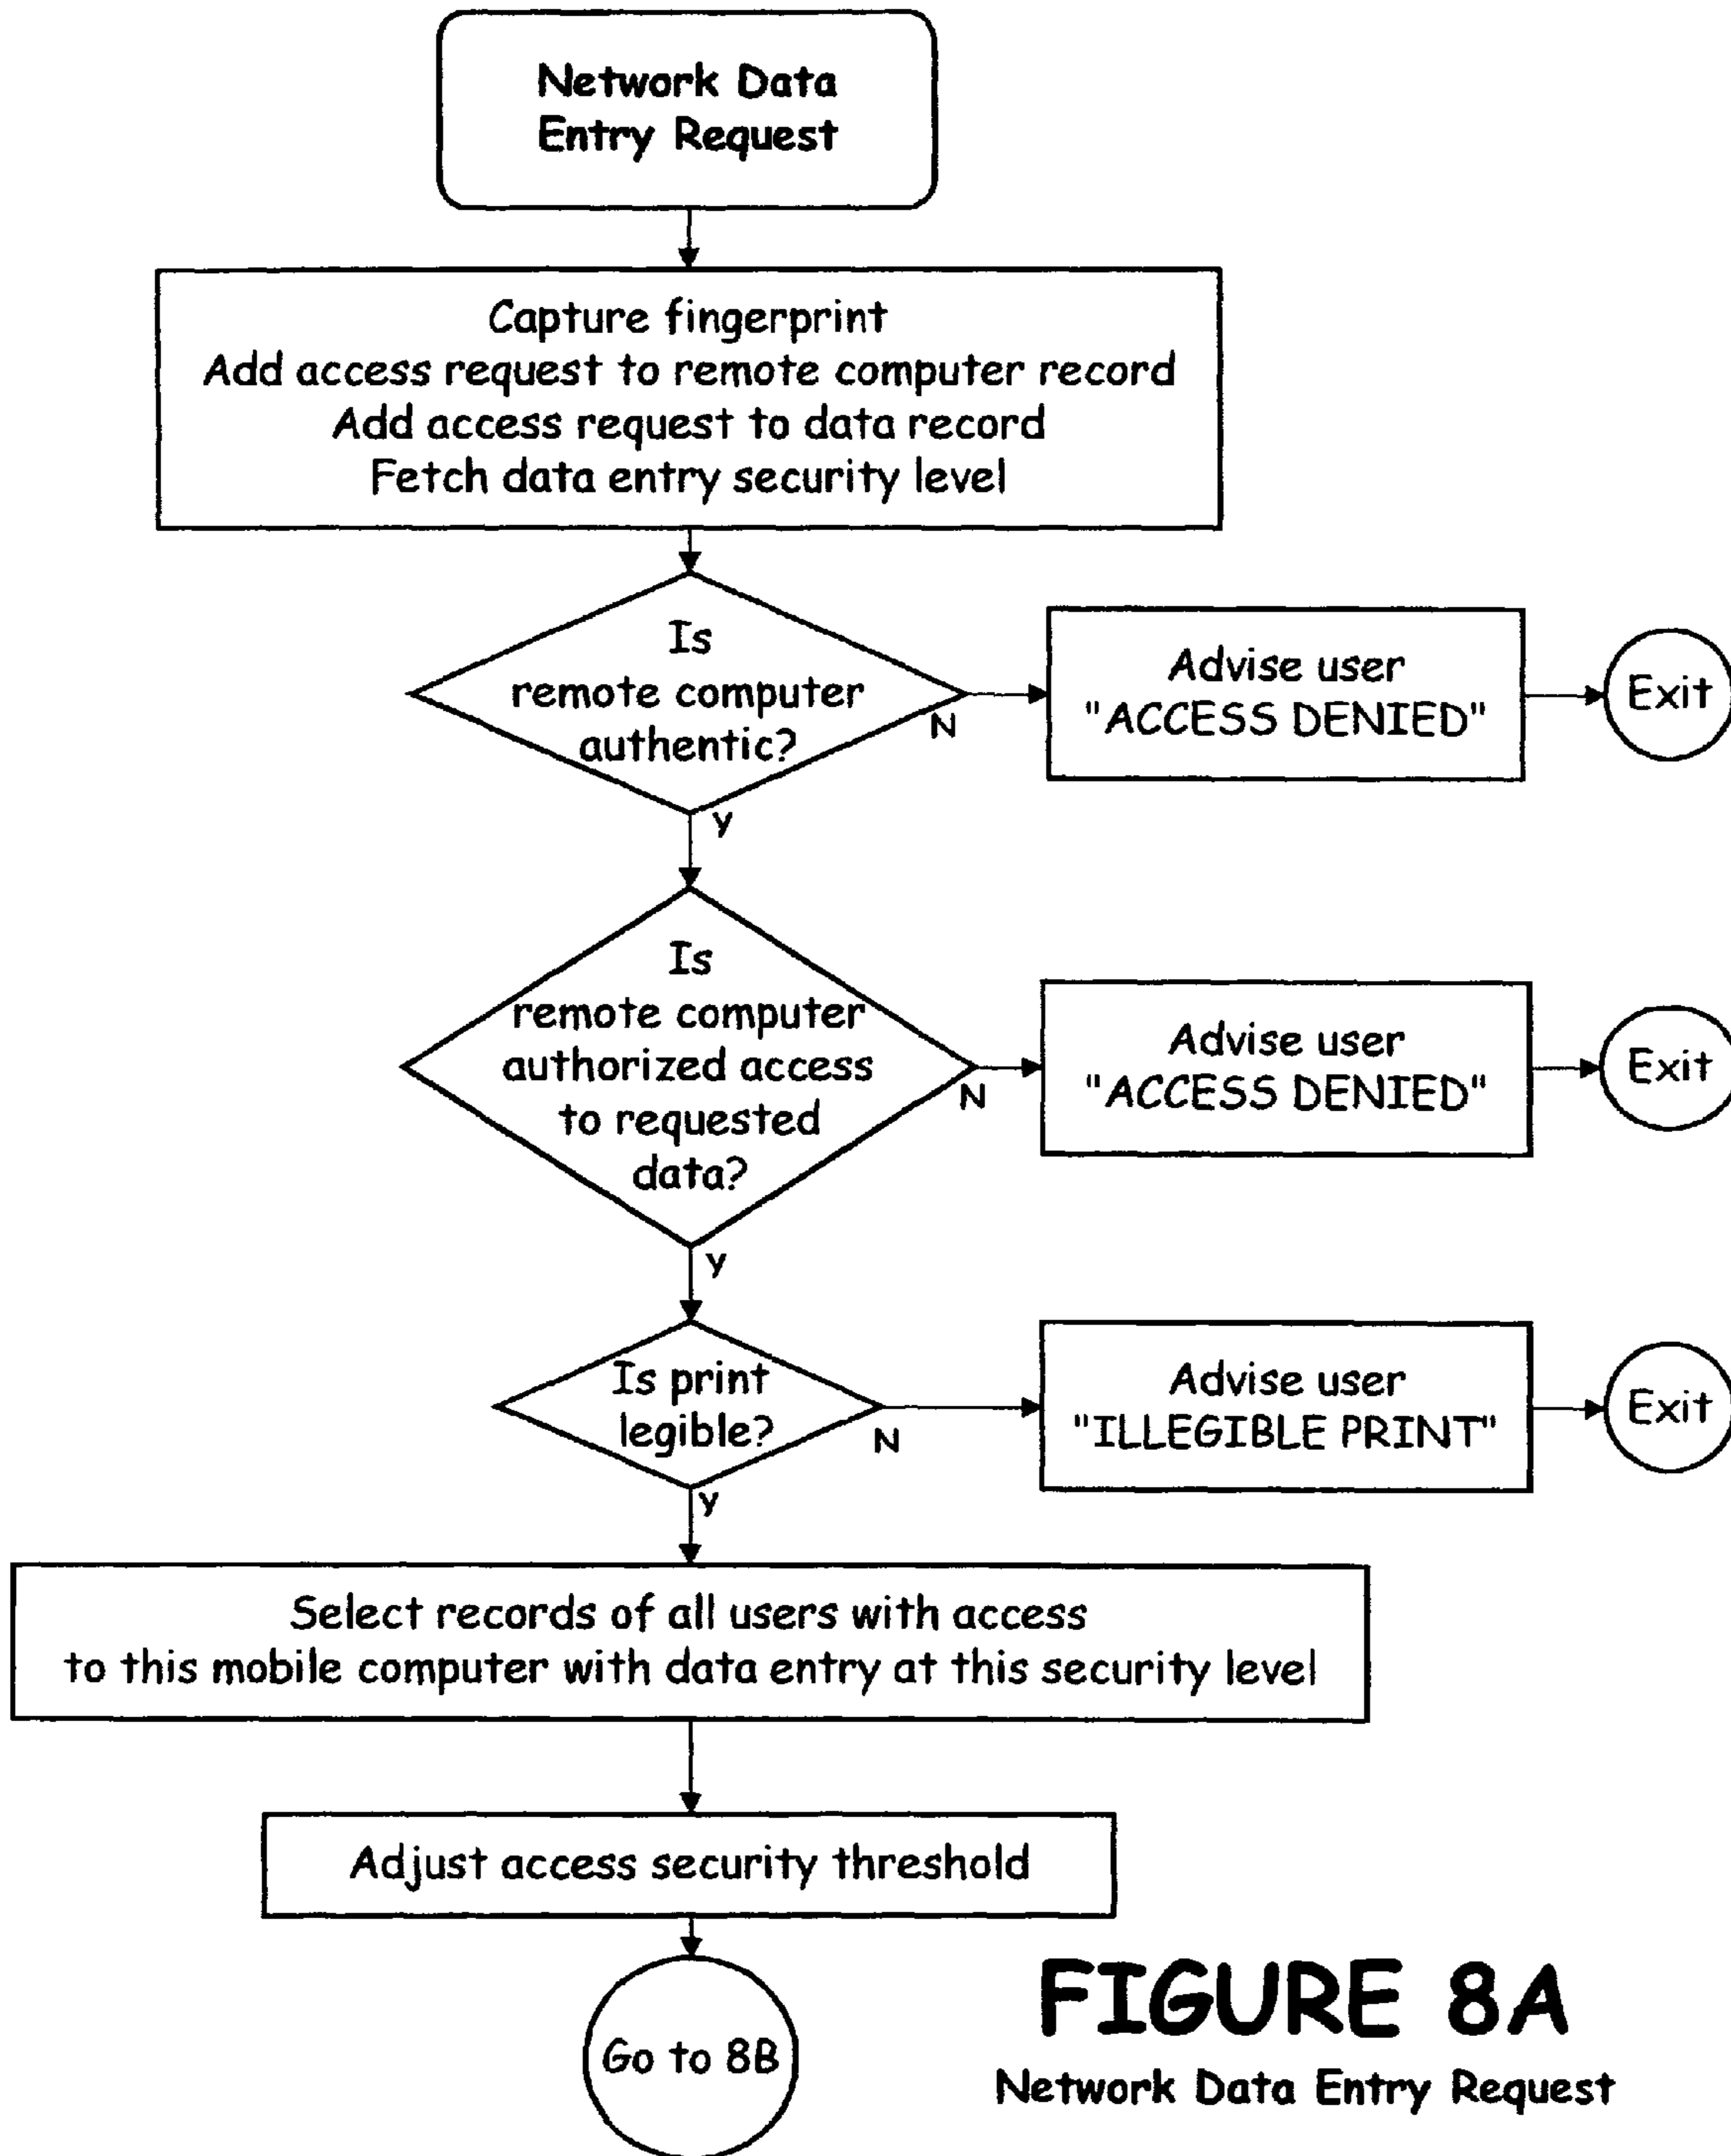 Network Data
Entry Request
Capture fingerprint
Add access request to remote computer record
Add access request to data record
Fetch data entry security level
Is
remote computer
authentic?
N
Advise user
"ACCESS DENIED"
Exit
y
Is
remote computer
authorized access
to requested
data?
N
Advise user
"ACCESS DENIED"
Exit
y
Is print
legible?
N
Advise user
"ILLEGIBLE PRINT"
Exit
y
Select records of all users with access
to this mobile computer with data entry at this security level
Adjust access security threshold
Go to 8B
FIGURE 8A
Network Data Entry Request